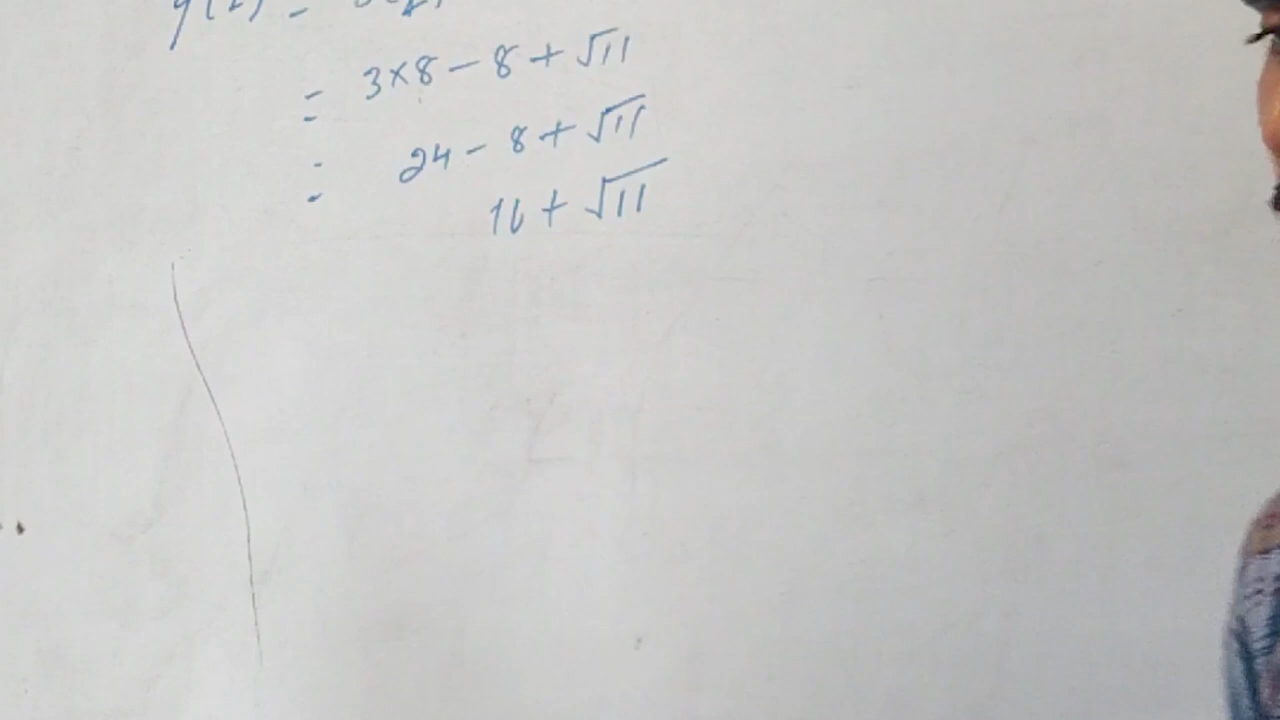 = 3×8 - 8 + √11
= 24 - 8 + √11
16 + √11